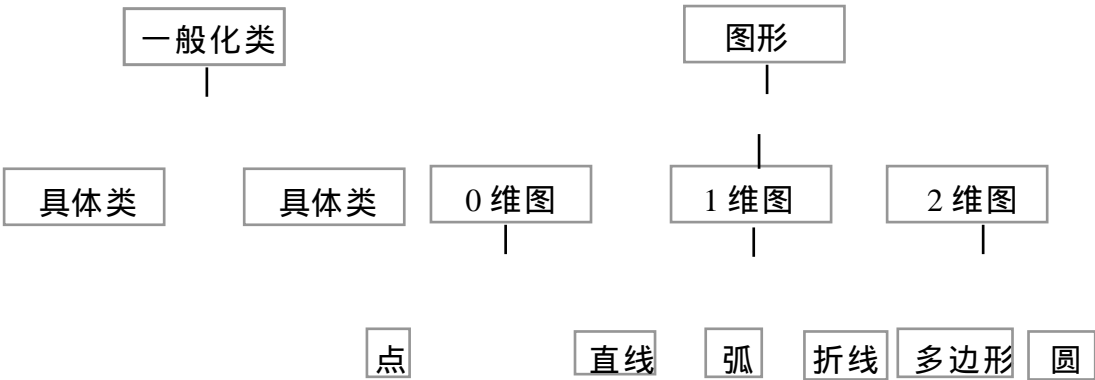 一般化类 图形
具体类 具体类 0 维图 1 维图 2 维图
点 直线 弧 折线 多边形 圆